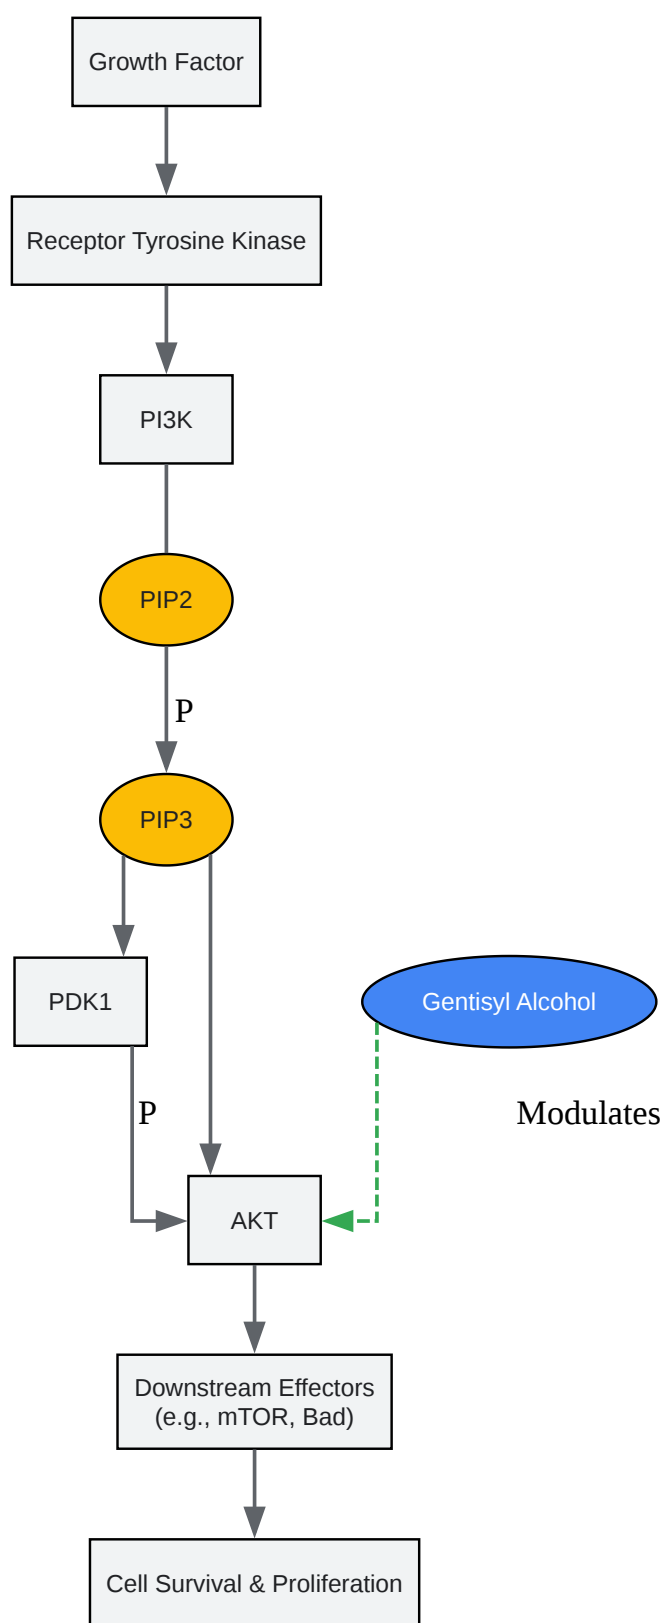 Growth Factor
Receptor Tyrosine Kinase
PI3K
PIP2
P
PIP3
PDK1
Gentisyl Alcohol
P
Modulates
AKT
Downstream Effectors
(e.g., mTOR, Bad)
Cell Survival & Proliferation